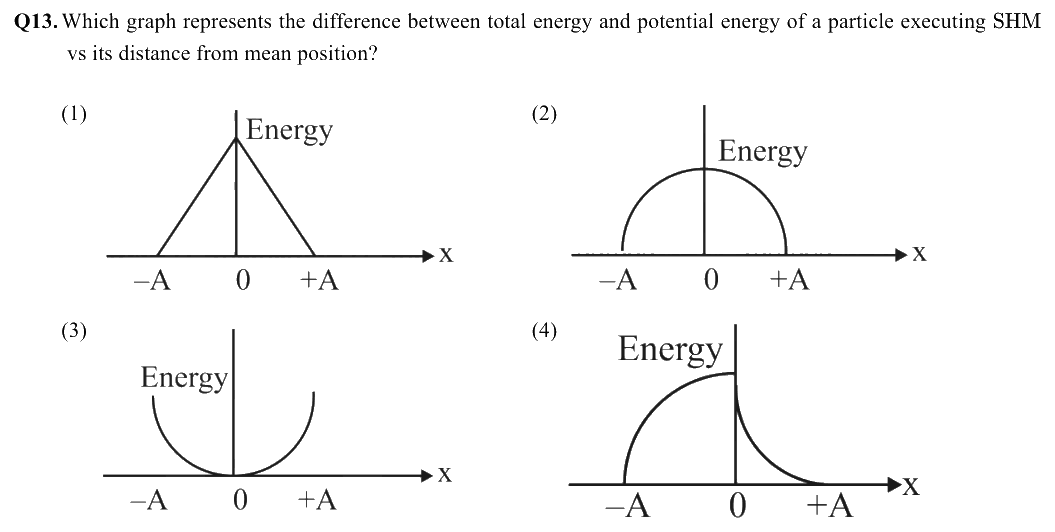 Q13. Which graph represents the difference between total energy and potential energy of a particle executing SHM
vs its distance from mean position?
(1)
Energy
X
–A 0 +A
(2)
Energy
X
–A 0 +A
(3)
Energy
X
–A 0 +A
(4)
Energy
X
–A 0 +A